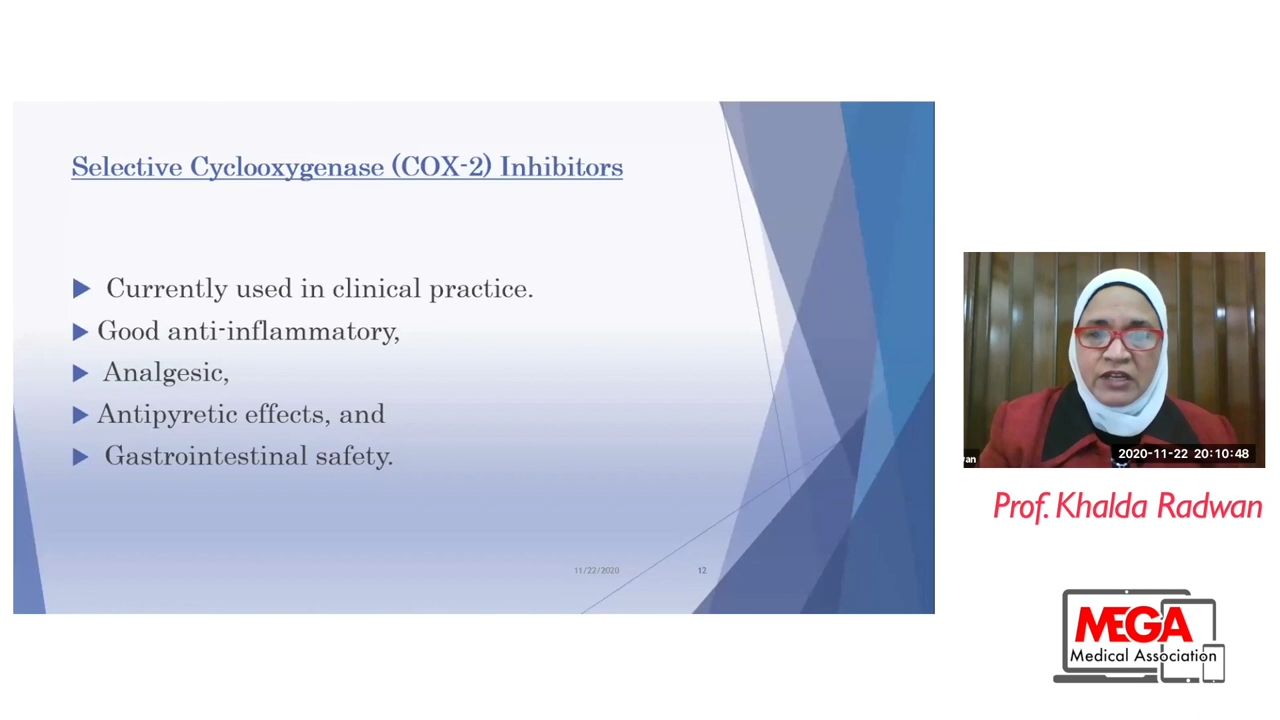 Selective Cyclooxygenase (COX-2) Inhibitors
Currently used in clinical practice.
Good anti-inflammatory,
Analgesic,
Antipyretic effects, and
Gastrointestinal safety.
11/22/2020
12
wan
2020-11-22 20:10:48
Prof. Khalda Radwan
MEGA
Medical Association